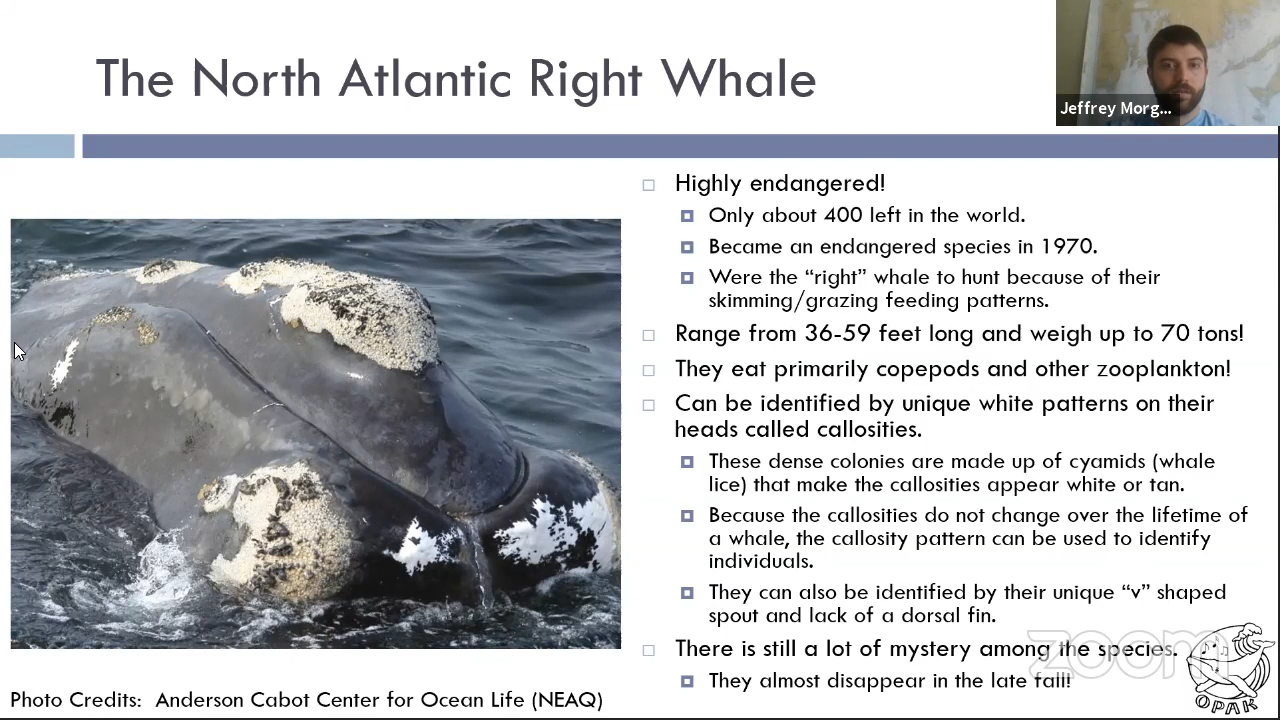 The North Atlantic Right Whale
Jeffrey Morg...
Highly endangered!
Only about 400 left in the world.
Became an endangered species in 1970.
Were the “right” whale to hunt because of their
skimming/grazing feeding patterns.
Range from 36-59 feet long and weigh up to 70 tons!
They eat primarily copepods and other zooplankton!
Can be identified by unique white patterns on their
heads called callosities.
These dense colonies are made up of cyamids (whale
lice) that make the callosities appear white or tan.
Because the callosities do not change over the lifetime of
a whale, the callosity pattern can be used to identify
individuals.
They can also be identified by their unique “v” shaped
spout and lack of a dorsal fin.
There is still a lot of mystery among the species.
They almost disappear in the late fall!
zoom
OPAK
Photo Credits: Anderson Cabot Center for Ocean Life (NEAQ)